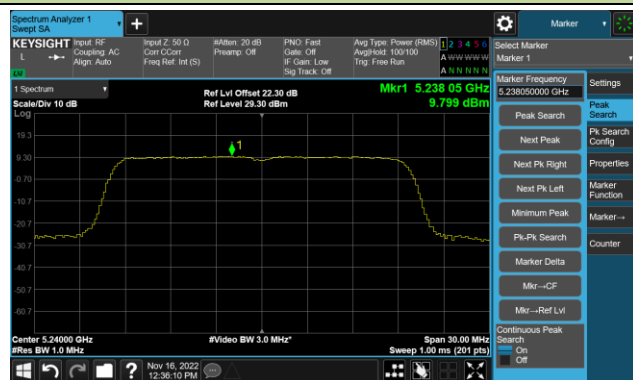 Spectrum Analyzer 1
Swept SA
Marker
KEYSIGHT
L
Input: RF
Coupling: AC
Align: Auto
Input Z: 50 Ω
Corr CCorr
Freq Ref: Int (S)
#Atten: 20 dB
Preamp: Off
PNO: Fast
Gate: Off
IF Gain: Low
Sig Track: Off
Avg Type: Power (RMS)
Avg|Hold: 100/100
Trig: Free Run
1 2 3 4 5 6
A W W W W W
A N N N N N
Select Marker
Marker 1
1 Spectrum
Scale/Div 10 dB
Log
Ref Lvl Offset 22.30 dB
Ref Level 29.30 dBm
Mkr1 5.238 05 GHz
9.799 dBm
19.3
9.30
-0.70
-10.7
-20.7
-30.7
-40.7
-50.7
-60.7
1
Center 5.24000 GHz
#Res BW 1.0 MHz
#Video BW 3.0 MHz*
Span 30.00 MHz
Sweep 1.00 ms (201 pts)
Marker Frequency
5.238050000 GHz
Peak Search
Next Peak
Next Pk Right
Next Pk Left
Minimum Peak
Pk-Pk Search
Marker Delta
Mkr→CF
Mkr→Ref Lvl
Continuous Peak
Search
On
Off
Settings
Peak
Search
Pk Search
Config
Properties
Marker
Function
Marker→
Counter
Nov 16, 2022
12:36:10 PM